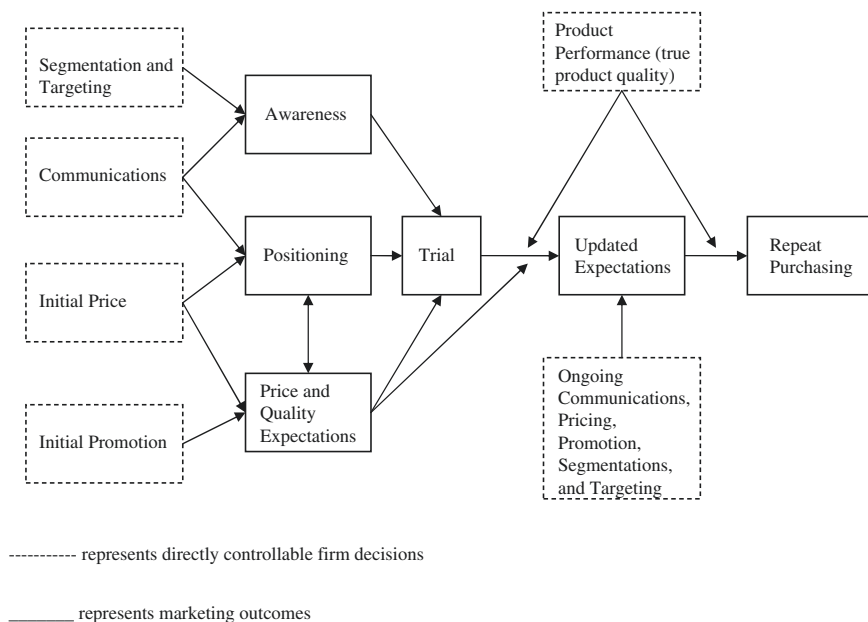 Segmentation and
Targeting
Communications
Initial Price
Initial Promotion
Awareness
Positioning
Price and
Quality
Expectations
Trial
Product
Performance (true
product quality)
Updated
Expectations
Repeat
Purchasing
Ongoing
Communications,
Pricing,
Promotion,
Segmentations,
and Targeting
----------- represents directly controllable firm decisions
_______ represents marketing outcomes